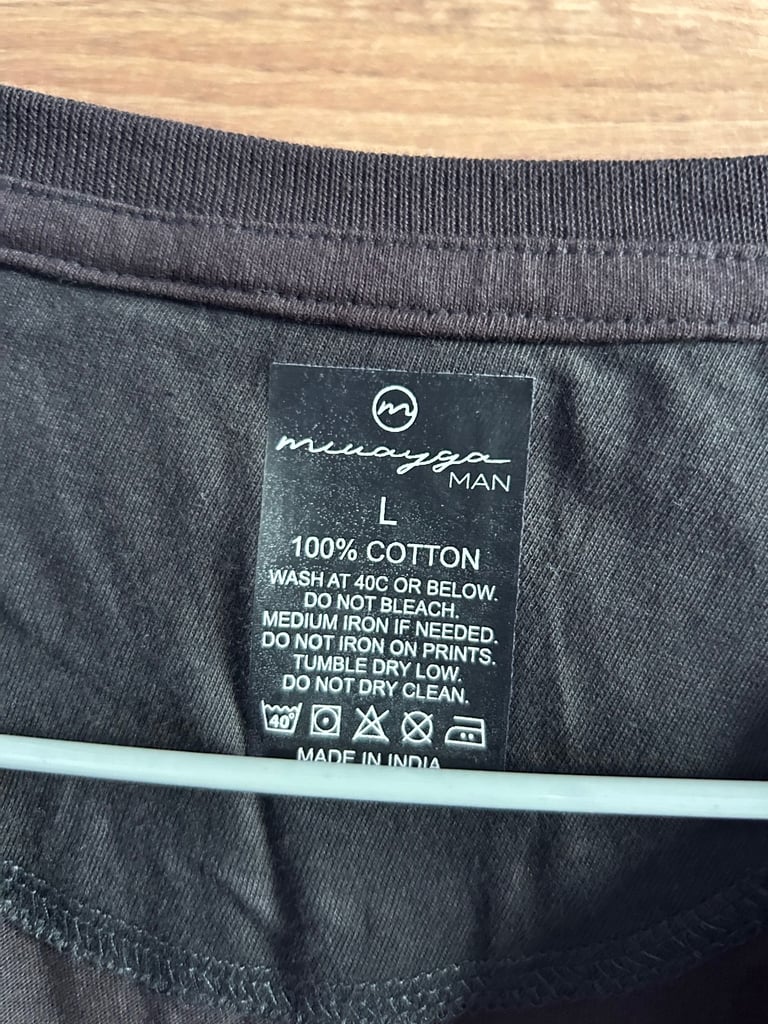 m
miuayga
MAN
L
100% COTTON
WASH AT 40C OR BELOW.
DO NOT BLEACH.
MEDIUM IRON IF NEEDED.
DO NOT IRON ON PRINTS.
TUMBLE DRY LOW.
DO NOT DRY CLEAN.
40°
MADE IN INDIA